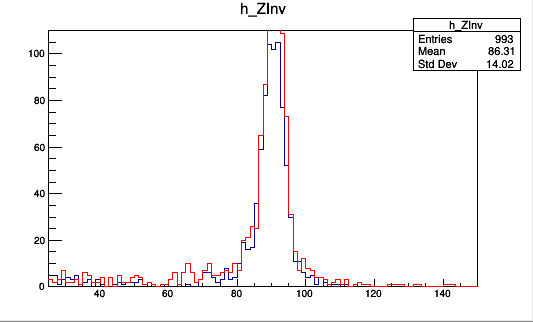 h_ZInv
h_ZInv
Entries 993
Mean 86.31
Std Dev 14.02
100
80
60
40
20
0
40 60 80 100 120 140